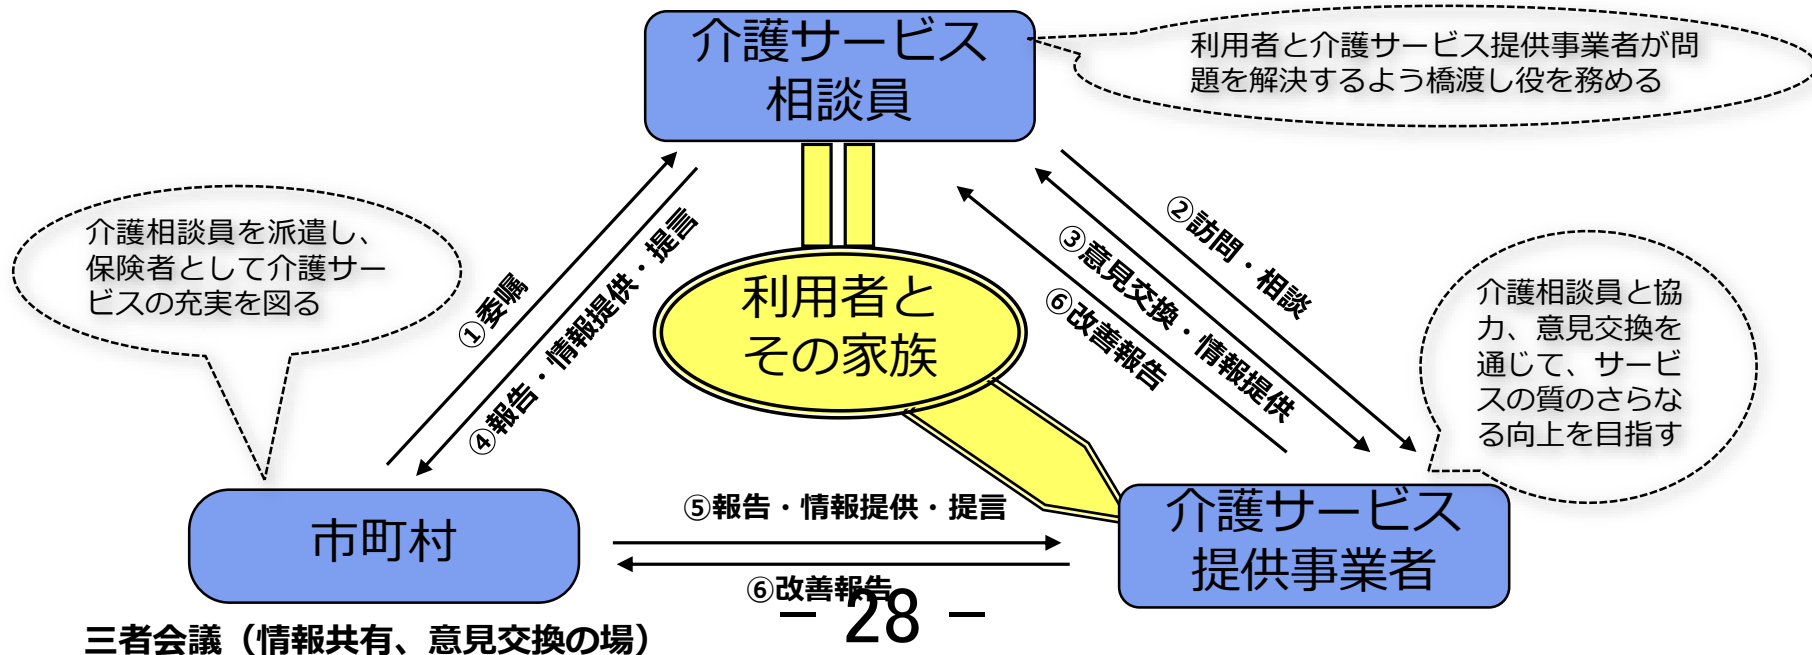 介護サービス
相談員
利用者と介護サービス提供事業者が問
題を解決するよう橋渡し役を務める
介護相談員を派遣し、
保険者として介護サー
ビスの充実を図る
①委嘱
④報告・情報提供・提言
利用者と
その家族
②訪問・相談
③意見交換・情報提供
⑥改善報告
介護相談員と協
力、意見交換を
通じて、サービ
スの質のさらな
る向上を目指す
市町村
⑤報告・情報提供・提言
⑥改善報告
介護サービス
提供事業者
三者会議（情報共有、意見交換の場）
－ 28 －